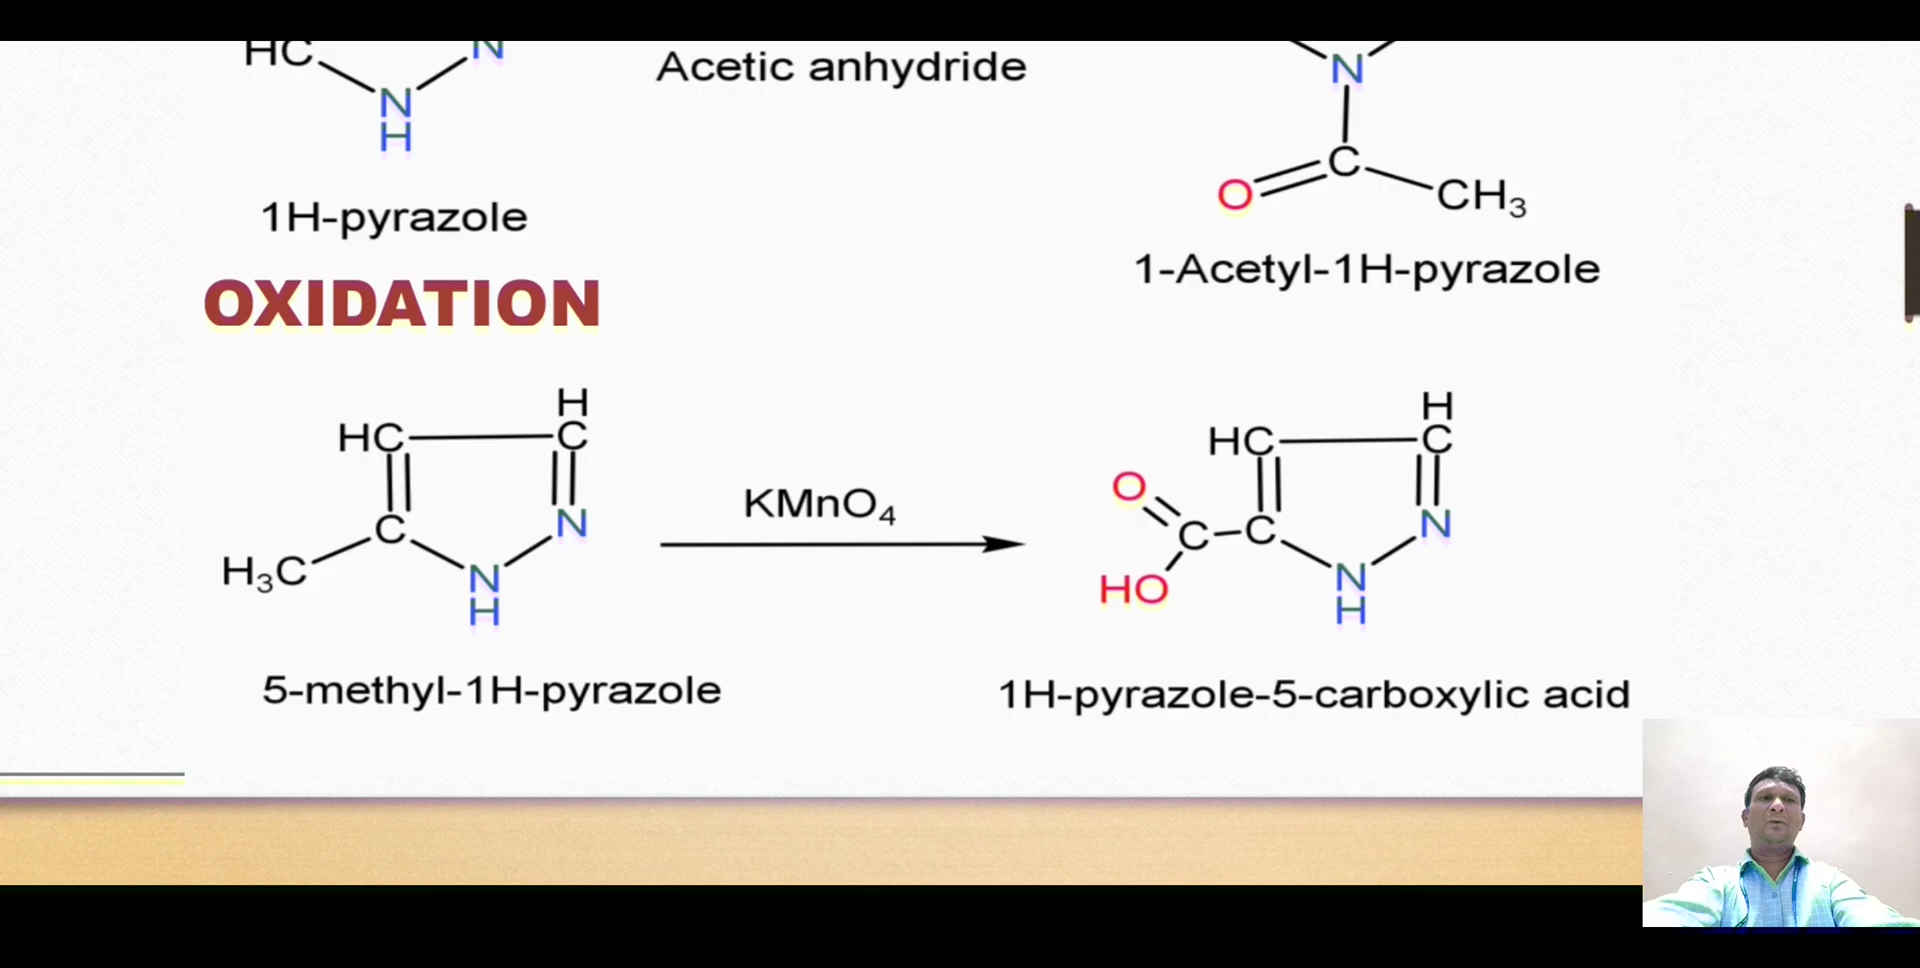 HC
N
N
H
Acetic anhydride
N
C
O
CH3
1H-pyrazole
1-Acetyl-1H-pyrazole
OXIDATION
H
HC
C
C
N
H3C
N
H
KMnO4
H
HC
C
O
C
C
N
HO
N
H
5-methyl-1H-pyrazole
1H-pyrazole-5-carboxylic acid